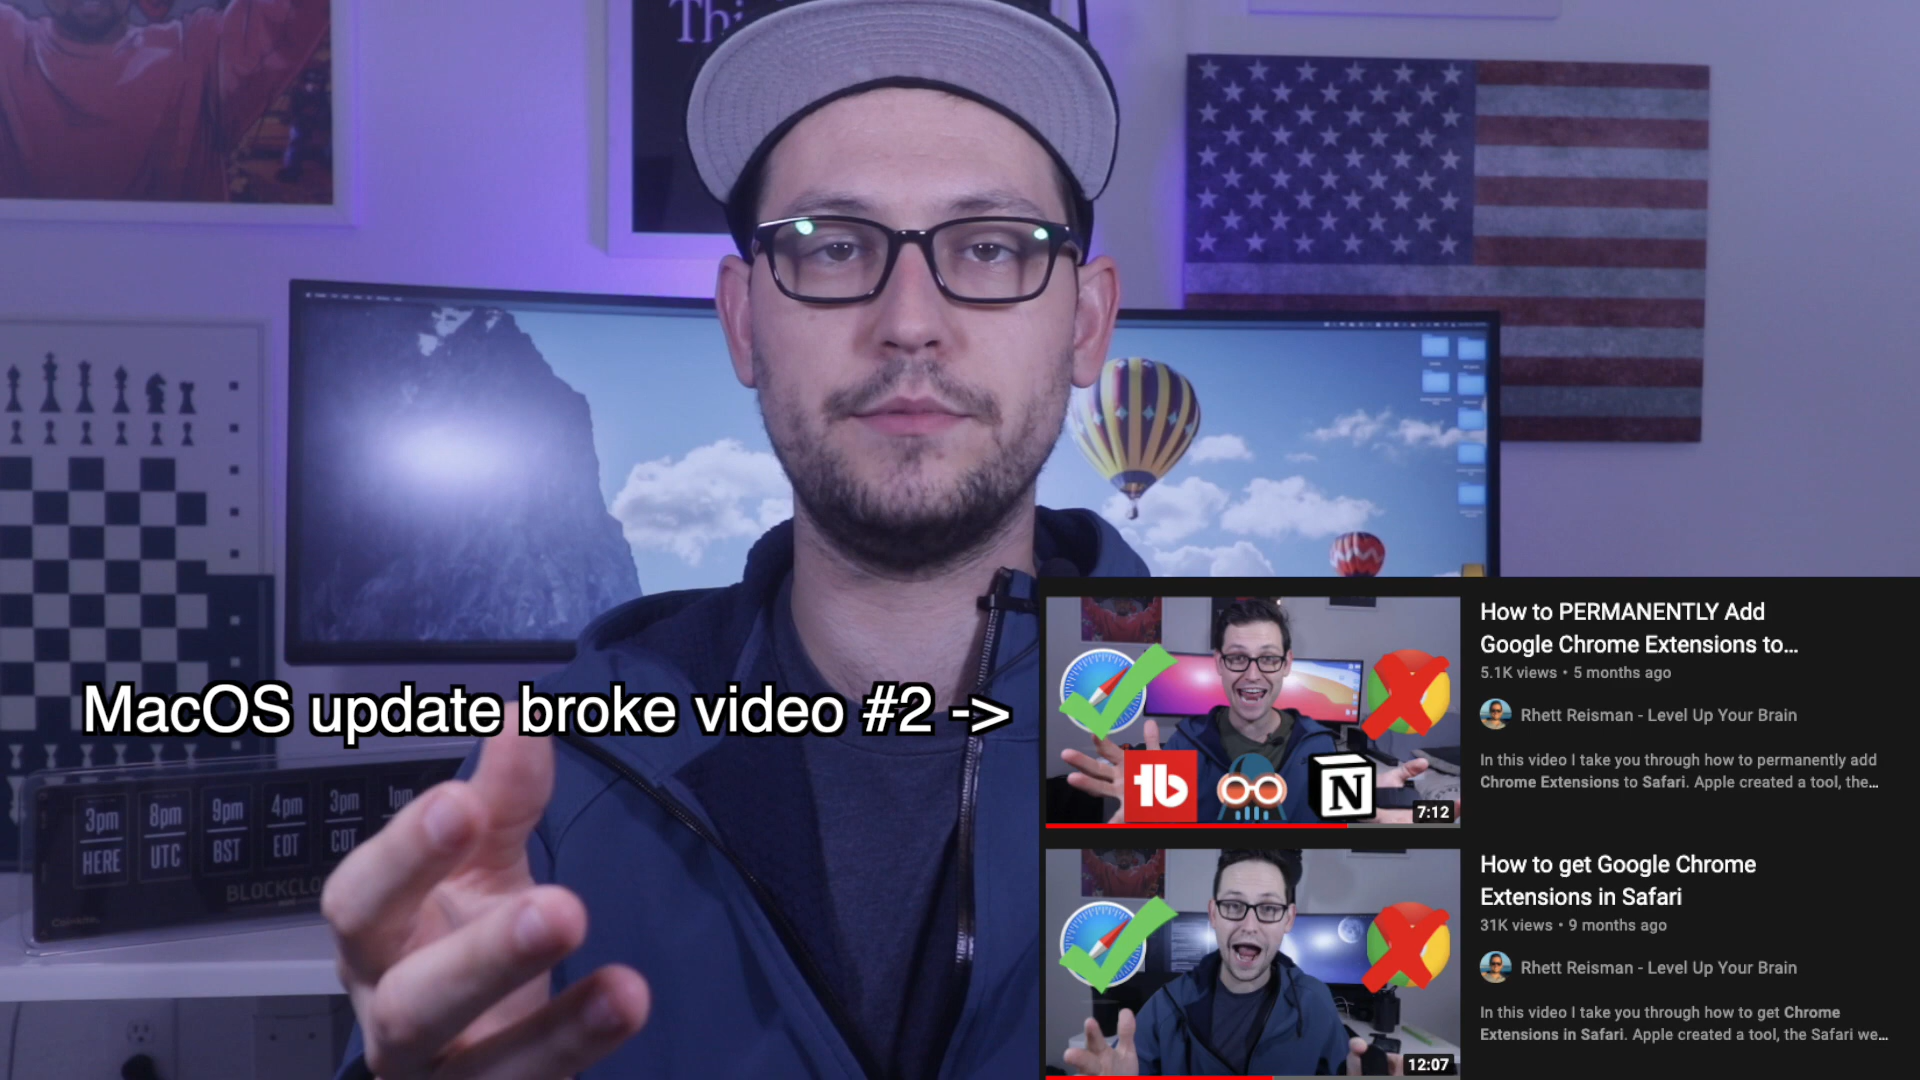 Thi
MacOS update broke video #2 ->
3pm
HERE
8pm
UTC
9pm
BST
4pm
EDT
3pm
CDT
1pm
BLOCKCLO
tb
N
7:12
How to PERMANENTLY Add
Google Chrome Extensions to...
5.1K views • 5 months ago
Rhett Reisman - Level Up Your Brain
In this video I take you through how to permanently add
Chrome Extensions to Safari. Apple created a tool, the...
12:07
How to get Google Chrome
Extensions in Safari
31K views • 9 months ago
Rhett Reisman - Level Up Your Brain
In this video I take you through how to get Chrome
Extensions in Safari. Apple created a tool, the Safari we...